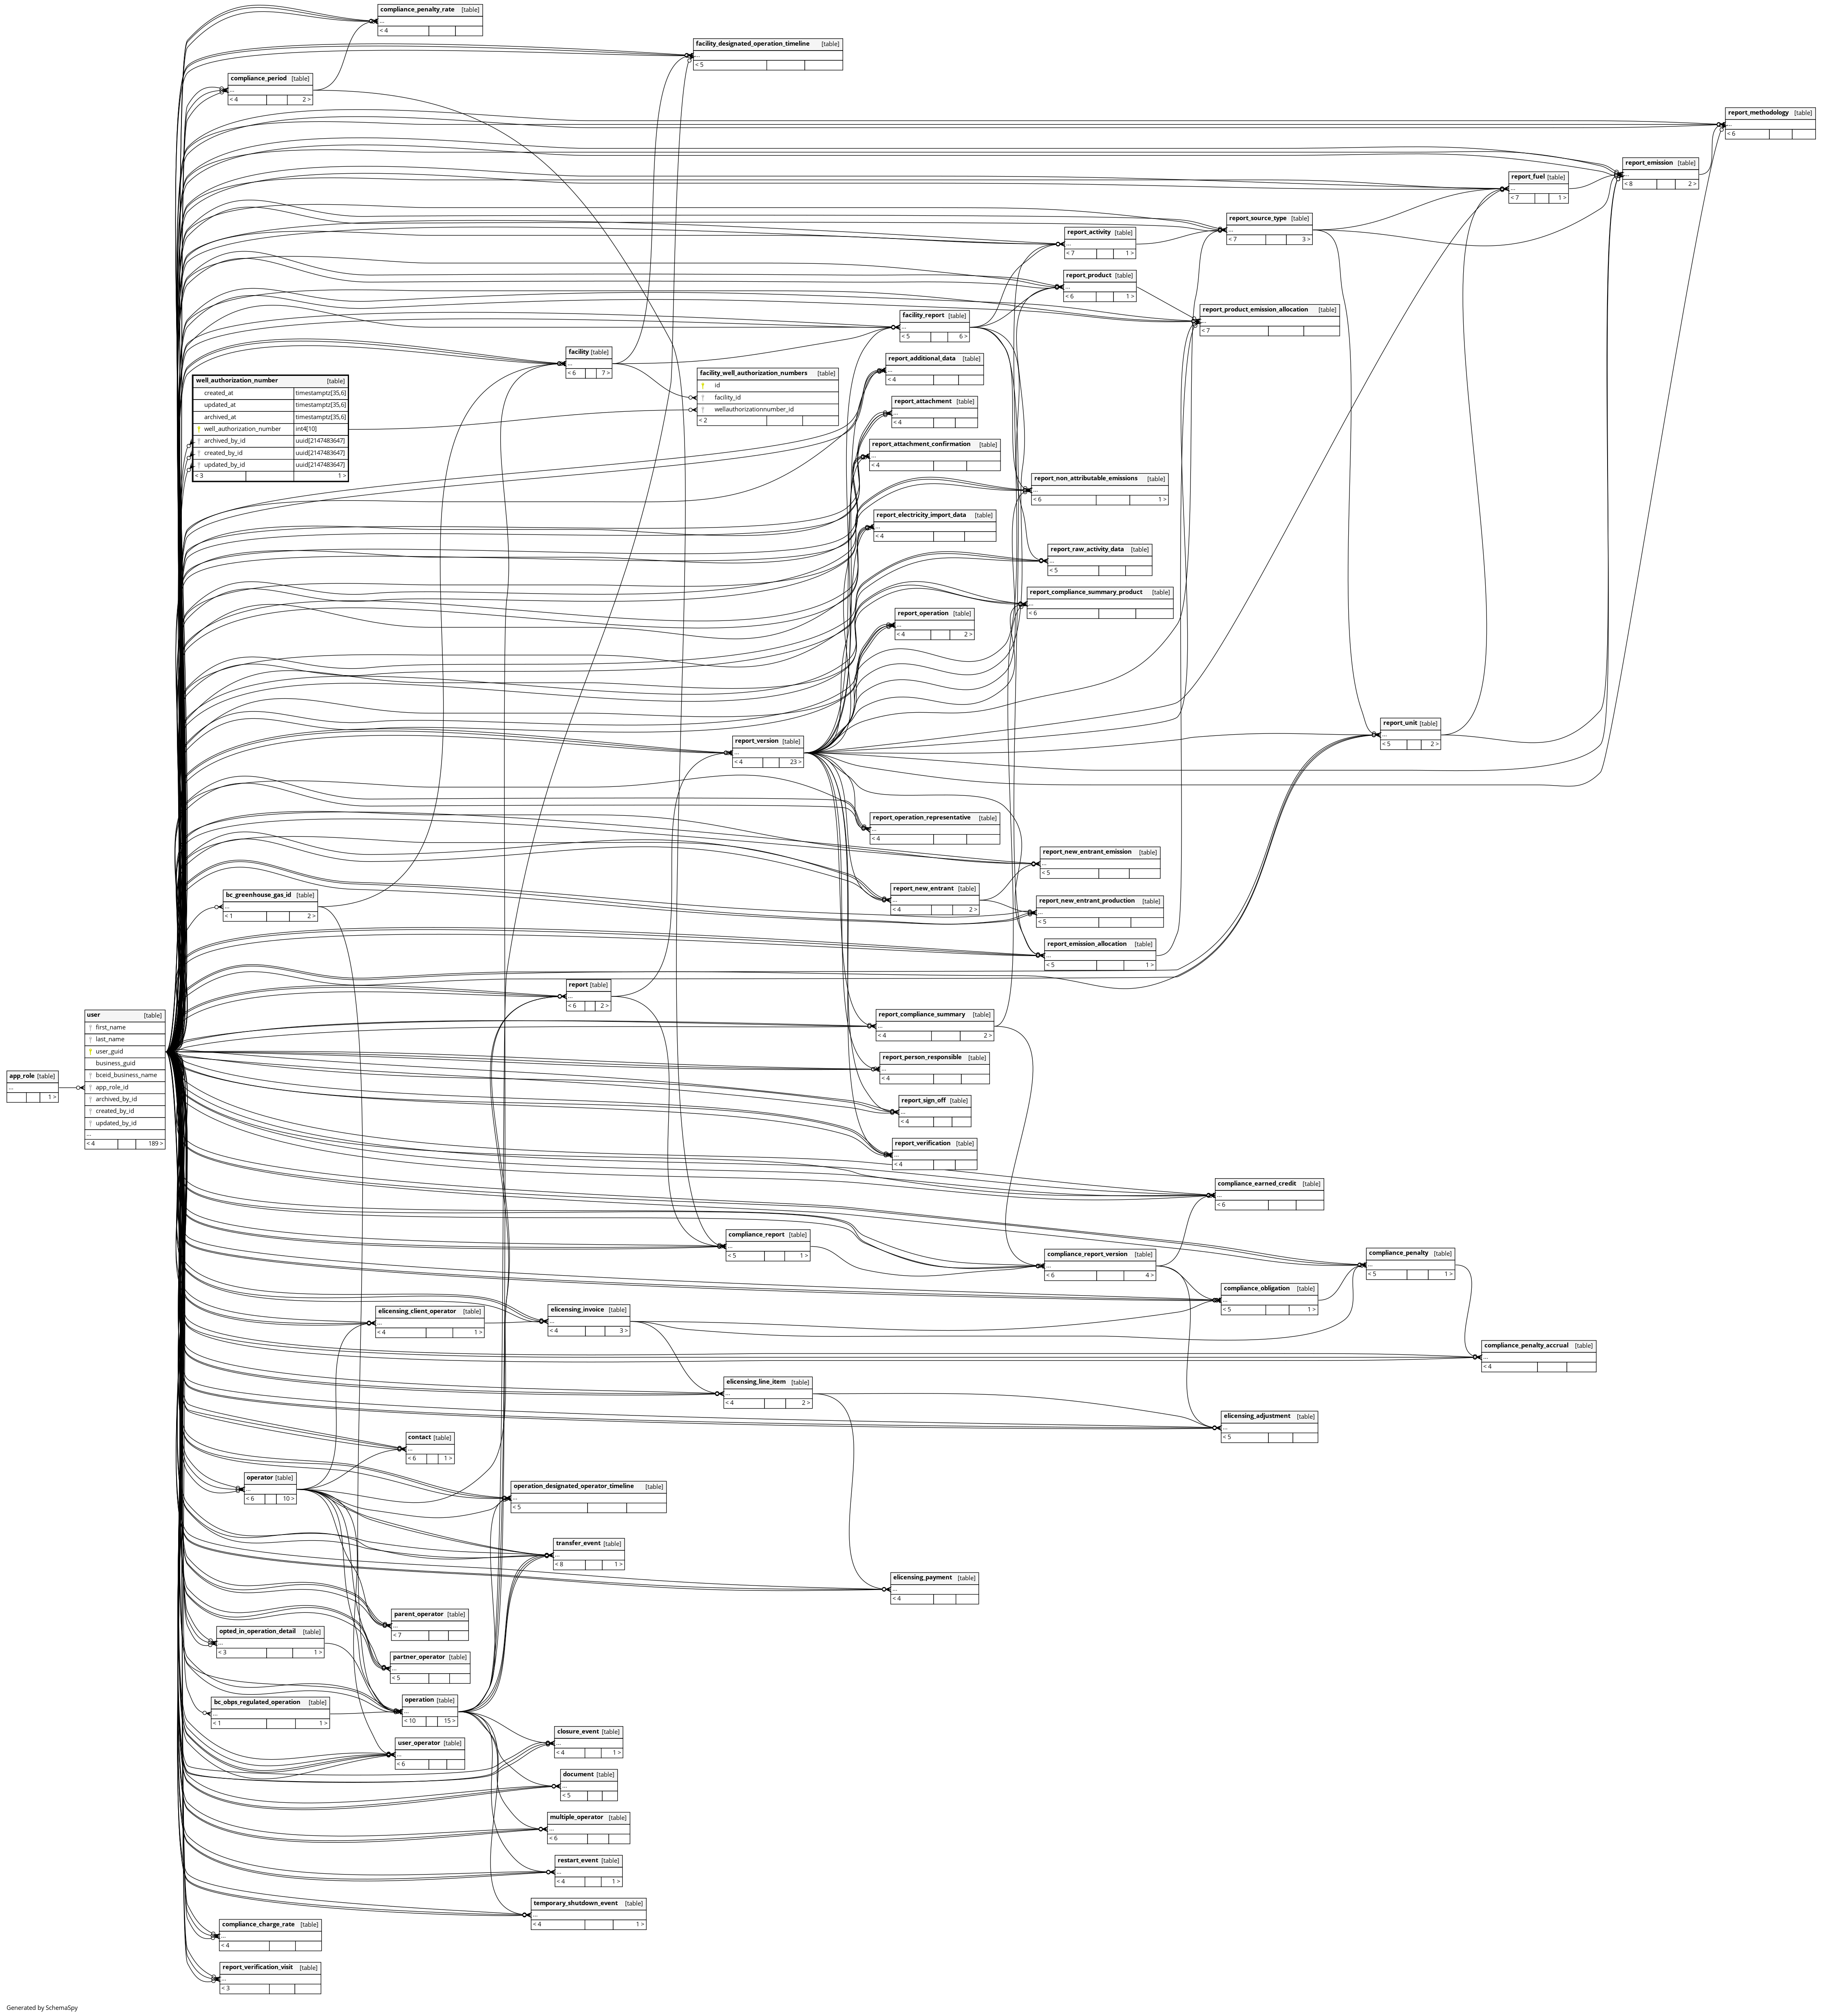 compliance_penalty_rate [table]
...
< 4
facility_designated_operation_timeline [table]
...
< 5
compliance_period [table]
...
< 4 2 >
report_methodology [table]
...
< 6
report_emission [table]
...
< 8 2 >
report_fuel [table]
...
< 7 1 >
report_source_type [table]
...
< 7 3 >
report_activity [table]
...
< 7 1 >
report_product [table]
...
< 6 1 >
report_product_emission_allocation [table]
...
< 7
facility_report [table]
...
< 5 6 >
facility [table]
...
< 6 7 >
report_additional_data [table]
...
< 4
facility_well_authorization_numbers [table]
id
facility_id
wellauthorizationnumber_id
< 2
well_authorization_number [table]
created_at timestamptz[35,6]
updated_at timestamptz[35,6]
archived_at timestamptz[35,6]
well_authorization_number int4[10]
archived_by_id uuid[2147483647]
created_by_id uuid[2147483647]
updated_by_id uuid[2147483647]
< 3 1 >
report_attachment [table]
...
< 4
report_attachment_confirmation [table]
...
< 4
report_non_attributable_emissions [table]
...
< 6 1 >
report_electricity_import_data [table]
...
< 4
report_raw_activity_data [table]
...
< 5
report_compliance_summary_product [table]
...
< 6
report_operation [table]
...
< 4 2 >
report_unit [table]
...
< 5 2 >
report_version [table]
...
< 4 23 >
report_operation_representative [table]
...
< 4
report_new_entrant_emission [table]
...
< 5
report_new_entrant [table]
...
< 4 2 >
bc_greenhouse_gas_id [table]
...
< 1 2 >
report_new_entrant_production [table]
...
< 5
report_emission_allocation [table]
...
< 5 1 >
report [table]
...
< 6 2 >
user [table]
first_name
last_name
user_guid
business_guid
bceid_business_name
app_role_id
archived_by_id
created_by_id
updated_by_id
...
< 4 189 >
report_compliance_summary [table]
...
< 4 2 >
report_person_responsible [table]
...
< 4
app_role [table]
...
1 >
report_sign_off [table]
...
< 4
report_verification [table]
...
< 4
compliance_earned_credit [table]
...
< 6
compliance_report [table]
...
< 5 1 >
compliance_report_version [table]
...
< 6 4 >
compliance_penalty [table]
...
< 5 1 >
compliance_obligation [table]
...
< 5 1 >
elicensing_client_operator [table]
...
< 4 1 >
elicensing_invoice [table]
...
< 4 3 >
compliance_penalty_accrual [table]
...
< 4
elicensing_line_item [table]
...
< 4 2 >
elicensing_adjustment [table]
...
< 5
contact [table]
...
< 6 1 >
operator [table]
...
< 6 10 >
operation_designated_operator_timeline [table]
...
< 5
transfer_event [table]
...
< 8 1 >
elicensing_payment [table]
...
< 4
parent_operator [table]
...
< 7
opted_in_operation_detail [table]
...
< 3 1 >
partner_operator [table]
...
< 5
operation [table]
...
< 10 15 >
bc_obps_regulated_operation [table]
...
< 1 1 >
closure_event [table]
...
< 4 1 >
user_operator [table]
...
< 6
document [table]
...
< 5
multiple_operator [table]
...
< 6
restart_event [table]
...
< 4 1 >
temporary_shutdown_event [table]
...
< 4 1 >
compliance_charge_rate [table]
...
< 4
report_verification_visit [table]
...
< 3
Generated by SchemaSpy